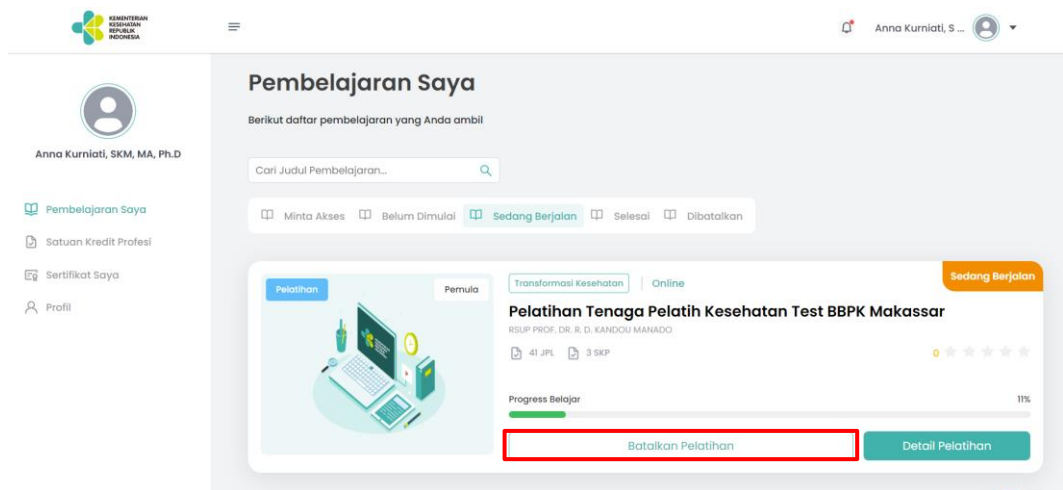 KEMENTERIAN
KESEHATAN
REPUBLIK
INDONESIA
Anna Kurniati, S ...
Anna Kurniati, SKM, MA, Ph.D
Pembelajaran Saya
Satuan Kredit Profesi
Sertifikat Saya
Profil
Pembelajaran Saya
Berikut daftar pembelajaran yang Anda ambil
Cari Judul Pembelajaran...
Minta Akses Belum Dimulai Sedang Berjalan Selesai Dibatalkan
Pelatihan Pemula
Transformasi Kesehatan | Online
Sedang Berjalan
Pelatihan Tenaga Pelatih Kesehatan Test BBPK Makassar
RSUP PROF. DR. R. D. KANDOU MANADO
41 JPL 3 SKP
0
Progress Belajar 11%
Batalkan Pelatihan Detail Pelatihan